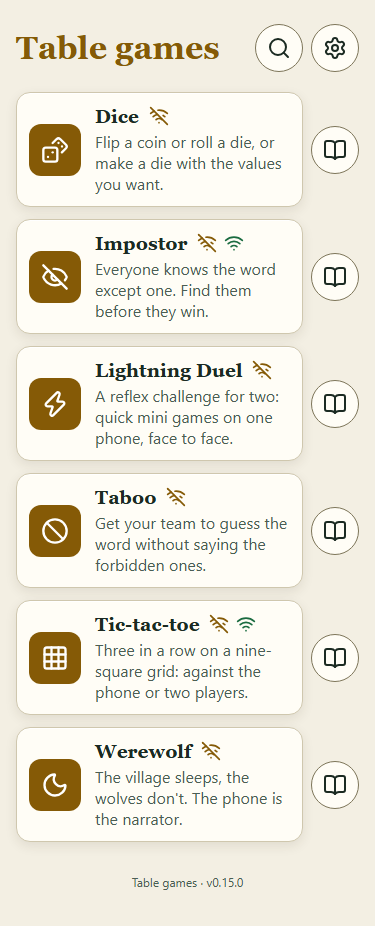 Table games
Dice
Flip a coin or roll a die, or
make a die with the values
you want.
Impostor
Everyone knows the word
except one. Find them
before they win.
Lightning Duel
A reflex challenge for two:
quick mini games on one
phone, face to face.
Taboo
Get your team to guess the
word without saying the
forbidden ones.
Tic-tac-toe
Three in a row on a nine-
square grid: against the
phone or two players.
Werewolf
The village sleeps, the
wolves don't. The phone is
the narrator.
Table games · v0.15.0